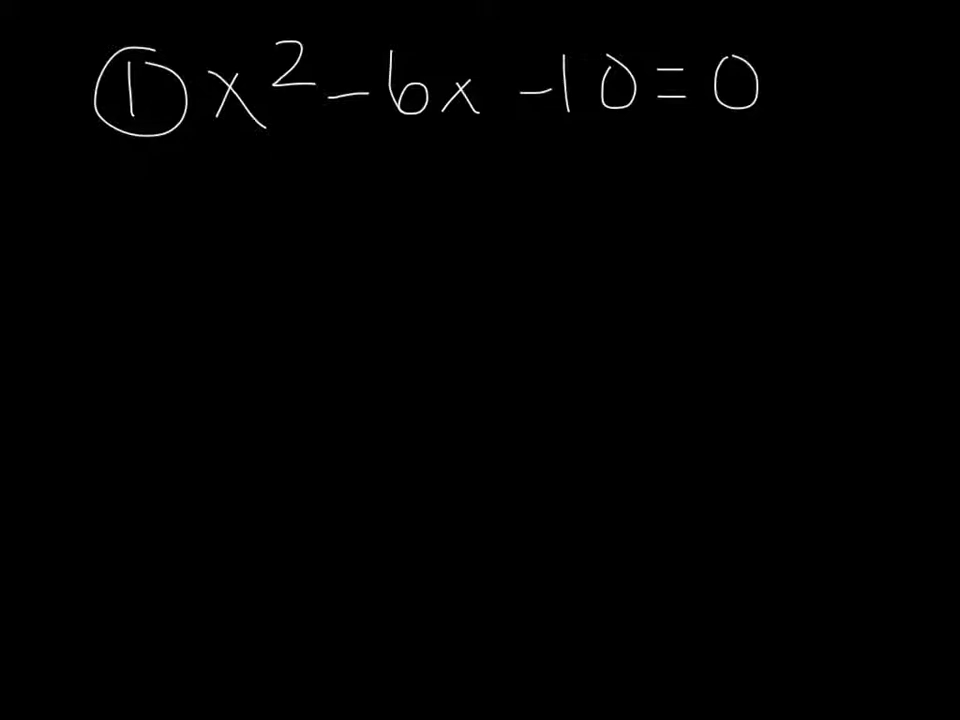 ① x² - 6x - 10 = 0